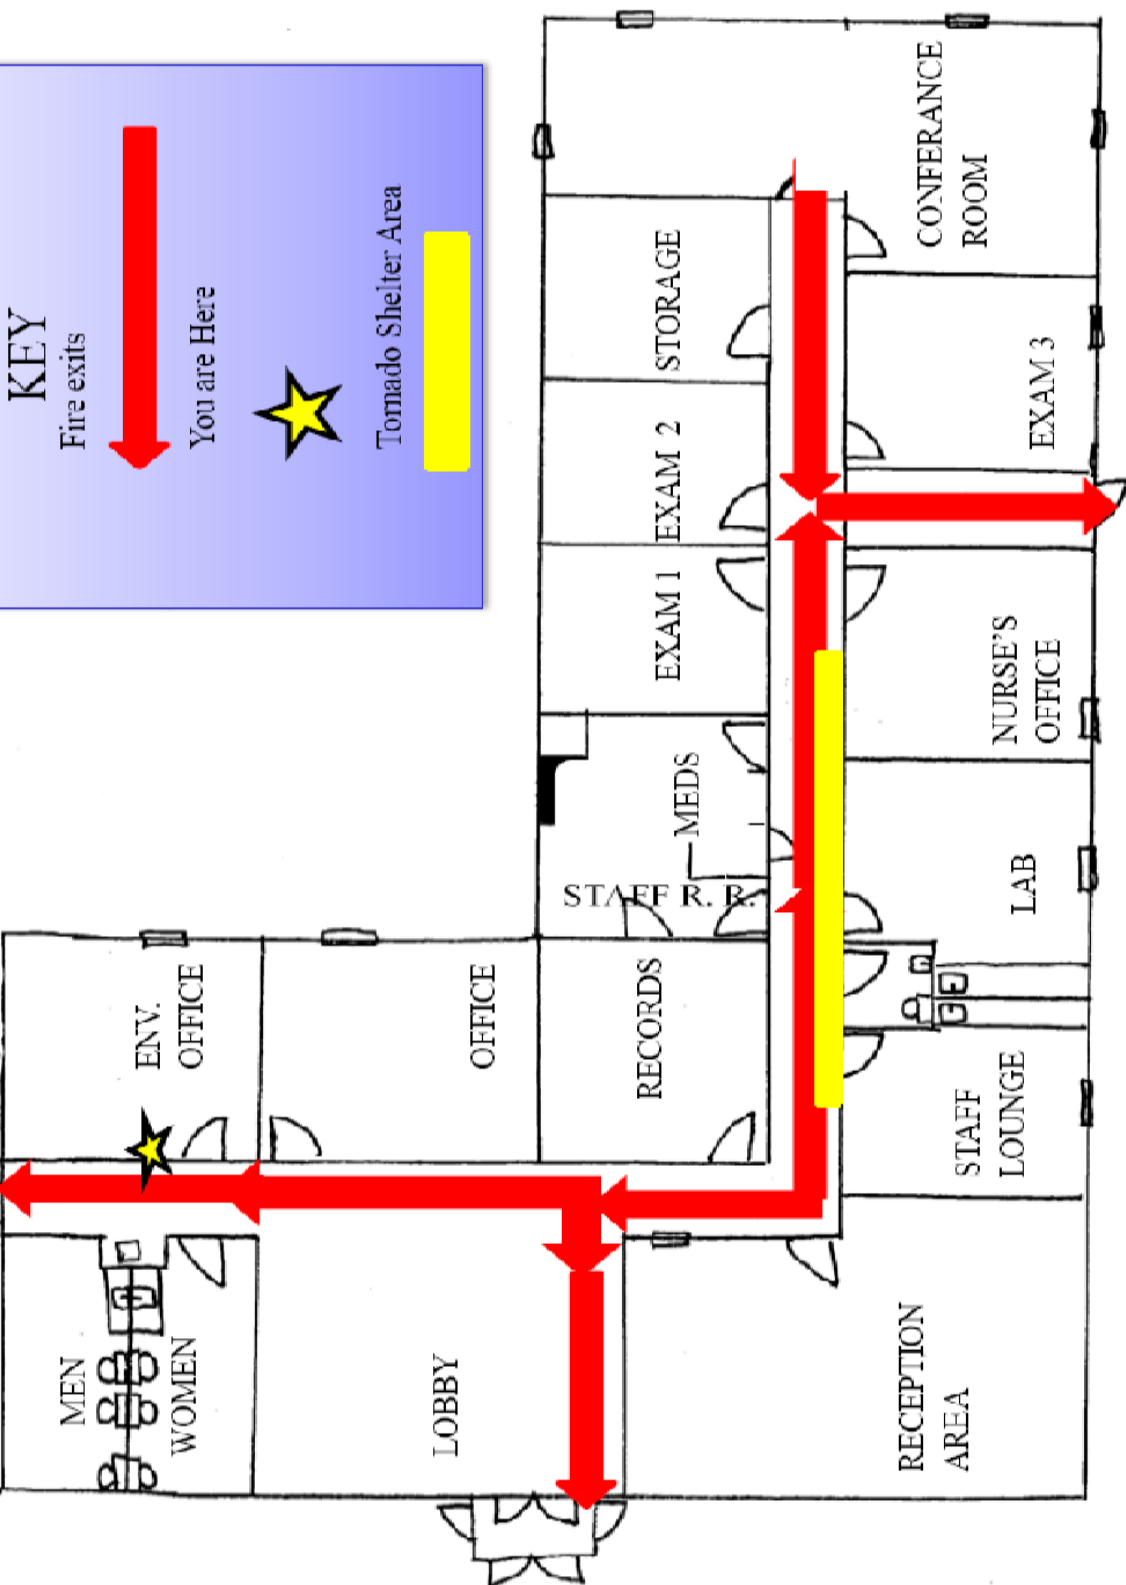 KEY
Fire exits
You are Here
Tornado Shelter Area
MEN
WOMEN
ENV.
OFFICE
LOBBY
OFFICE
STAFF R. R.
MEDS
RECORDS
EXAM 1
EXAM 2
STORAGE
RECEPTION
AREA
STAFF
LOUNGE
LAB
NURSE'S
OFFICE
EXAM 3
CONFERANCE
ROOM